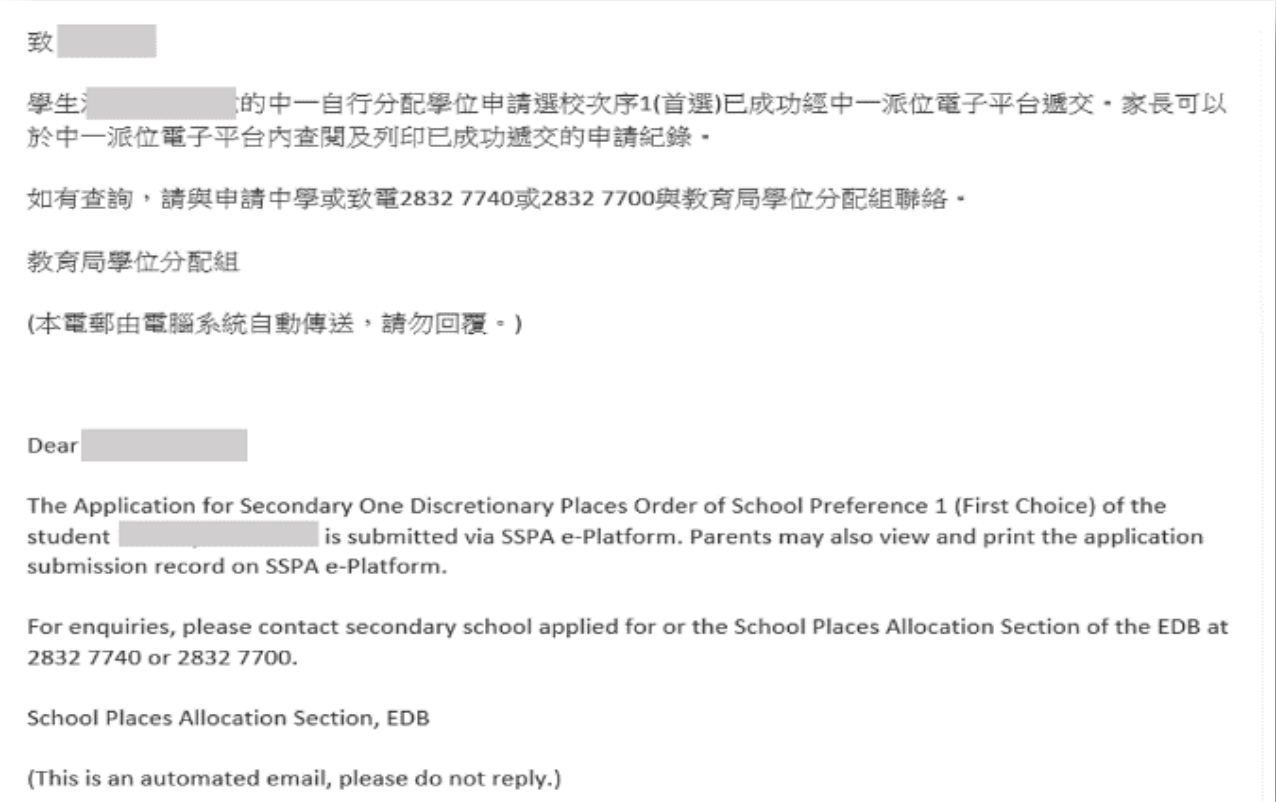 致
學生 的中一自行分配學位申請選校次序1(首選)已成功經中一派位電子平台遞交。家長可以
於中一派位電子平台內查閱及列印已成功遞交的申請紀錄。
如有查詢，請與申請中學或致電2832 7740或2832 7700與教育局學位分配組聯絡。
教育局學位分配組
(本電郵由電腦系統自動傳送，請勿回覆。)
Dear
The Application for Secondary One Discretionary Places Order of School Preference 1 (First Choice) of the
student is submitted via SSPA e-Platform. Parents may also view and print the application
submission record on SSPA e-Platform.
For enquiries, please contact secondary school applied for or the School Places Allocation Section of the EDB at
2832 7740 or 2832 7700.
School Places Allocation Section, EDB
(This is an automated email, please do not reply.)